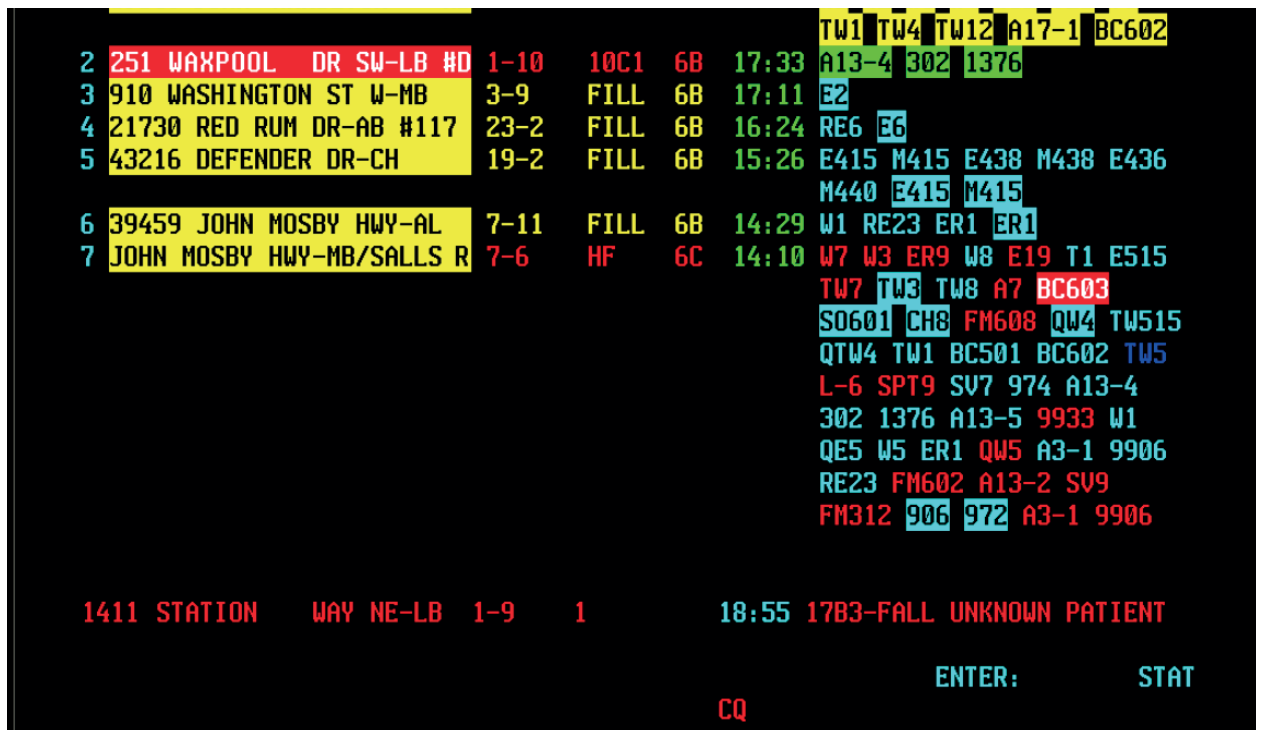 TW1 TW4 TW12 A17-1 BC602
2 251 WAXPOOL DR SW-LB #D 1-10 10C1 6B 17:33 A13-4 302 1376
3 910 WASHINGTON ST W-MB 3-9 FILL 6B 17:11 E2
4 21730 RED RUM DR-AB #117 23-2 FILL 6B 16:24 RE6 E6
5 43216 DEFENDER DR-CH 19-2 FILL 6B 15:26 E415 M415 E438 M438 E436
M440 E415 M415
6 39459 JOHN MOSBY HWY-AL 7-11 FILL 6B 14:29 W1 RE23 ER1 ER1
7 JOHN MOSBY HWY-MB/SALLS R 7-6 HF 6C 14:10 W7 W3 ER9 W8 E19 T1 E515
TW7 TW3 TW8 A7 BC603
SO601 CH8 FM608 QW4 TW515
QTW4 TW1 BC501 BC602 TW5
L-6 SPT9 SV7 974 A13-4
302 1376 A13-5 9933 W1
QE5 W5 ER1 QW5 A3-1 9906
RE23 FM602 A13-2 SV9
FM312 906 972 A3-1 9906
1411 STATION WAY NE-LB 1-9 1 18:55 17B3-FALL UNKNOWN PATIENT
ENTER: STAT
CQ